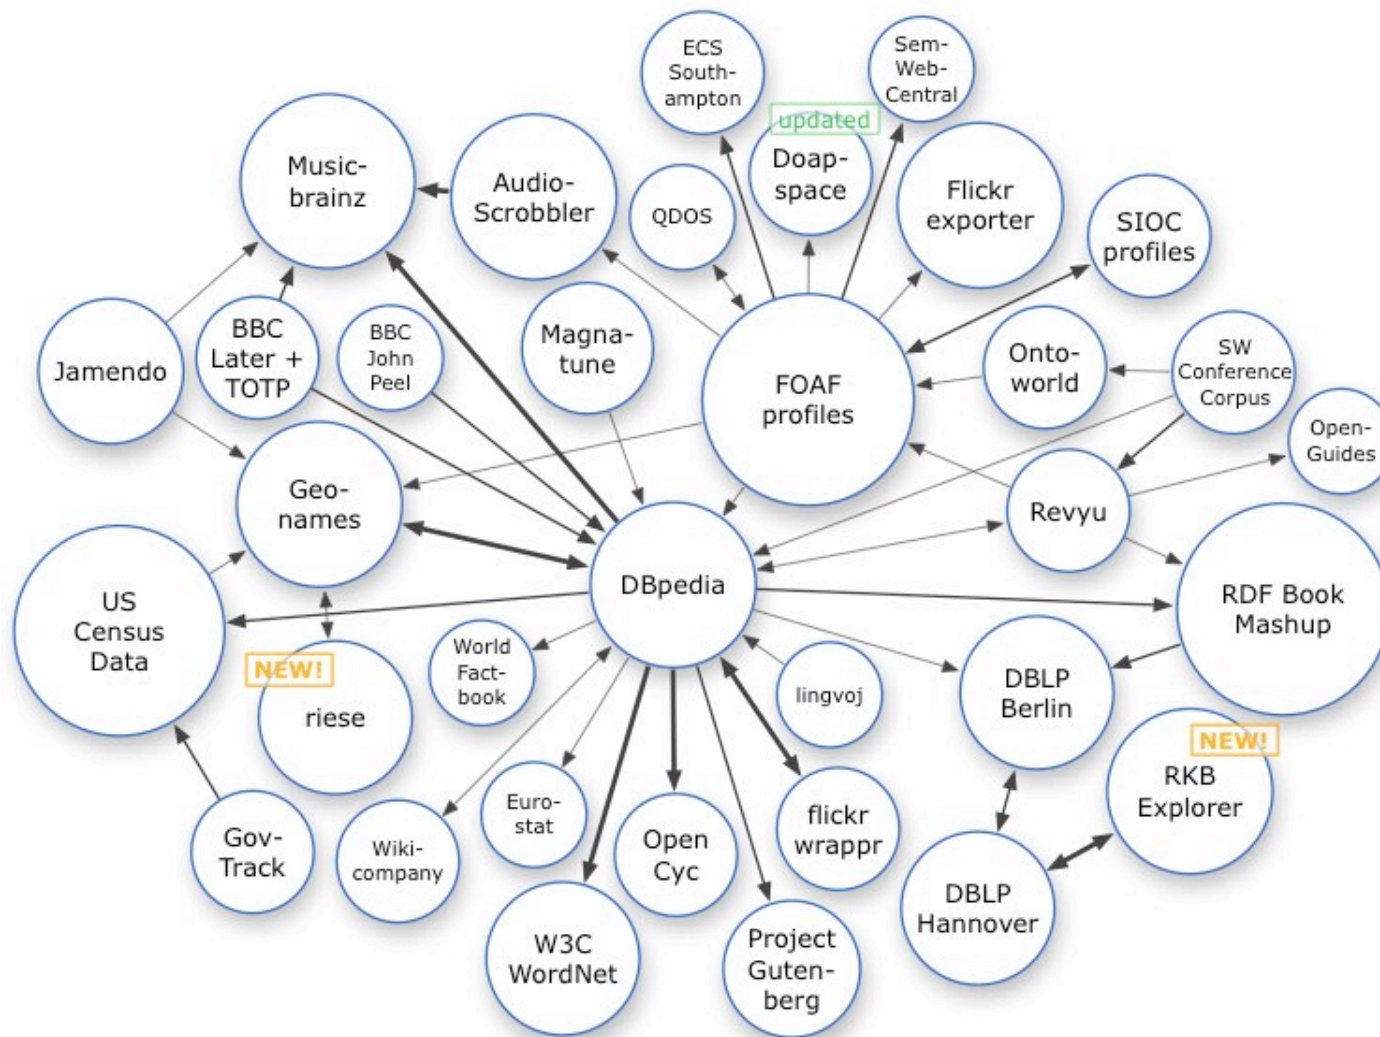 ECS
South-
ampton
Sem-
Web-
Central
updated
Doap-
space
Music-
brainz
Audio-
Scrobbler
QDOS
Flickr
exporter
SIOC
profiles
Jamendo
BBC
Later +
TOTP
BBC
John
Peel
Magna-
tune
FOAF
profiles
Onto-
world
SW
Conference
Corpus
Open-
Guides
Geo-
names
Revyu
DBpedia
US
Census
Data
RDF Book
Mashup
NEW!
riese
World
Fact-
book
lingvoj
DBLP
Berlin
NEW!
RKB
Explorer
Gov-
Track
Wiki-
company
Euro-
stat
Open
Cyc
flickr
wrappr
DBLP
Hannover
W3C
WordNet
Project
Guten-
berg